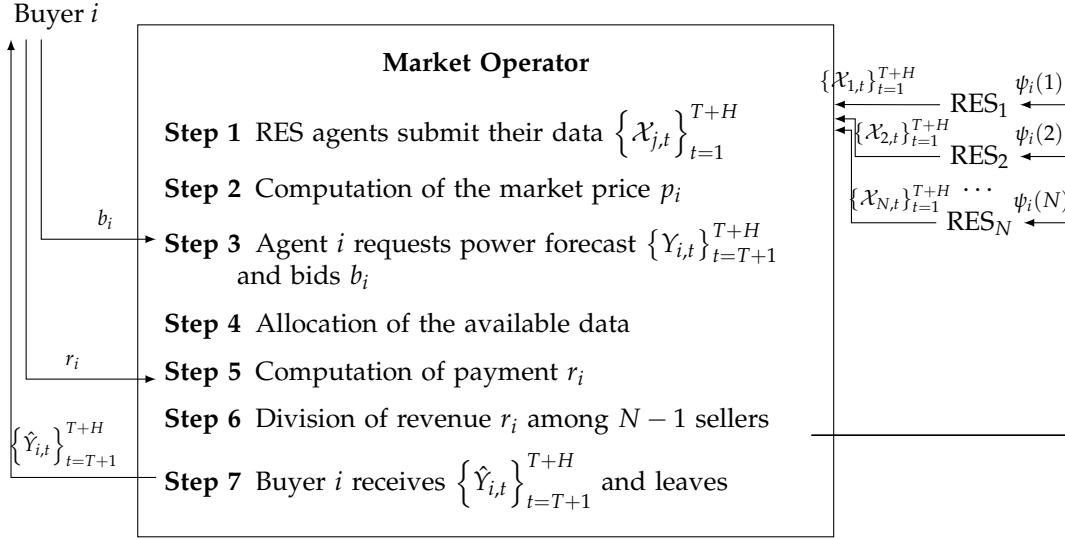 Buyer i
Market Operator
Step 1 RES agents submit their data {𝒳_{j,t}}_{t=1}^{T+H}
Step 2 Computation of the market price p_i
b_i
Step 3 Agent i requests power forecast {Y_{i,t}}_{t=T+1}^{T+H}
and bids b_i
Step 4 Allocation of the available data
r_i
Step 5 Computation of payment r_i
Step 6 Division of revenue r_i among N − 1 sellers
{Ŷ_{i,t}}_{t=T+1}^{T+H}
Step 7 Buyer i receives {Ŷ_{i,t}}_{t=T+1}^{T+H} and leaves
{𝒳_{1,t}}_{t=1}^{T+H} RES_1 ψ_i(1)
{𝒳_{2,t}}_{t=1}^{T+H} RES_2 ψ_i(2)
· · ·
{𝒳_{N,t}}_{t=1}^{T+H} RES_N ψ_i(N)